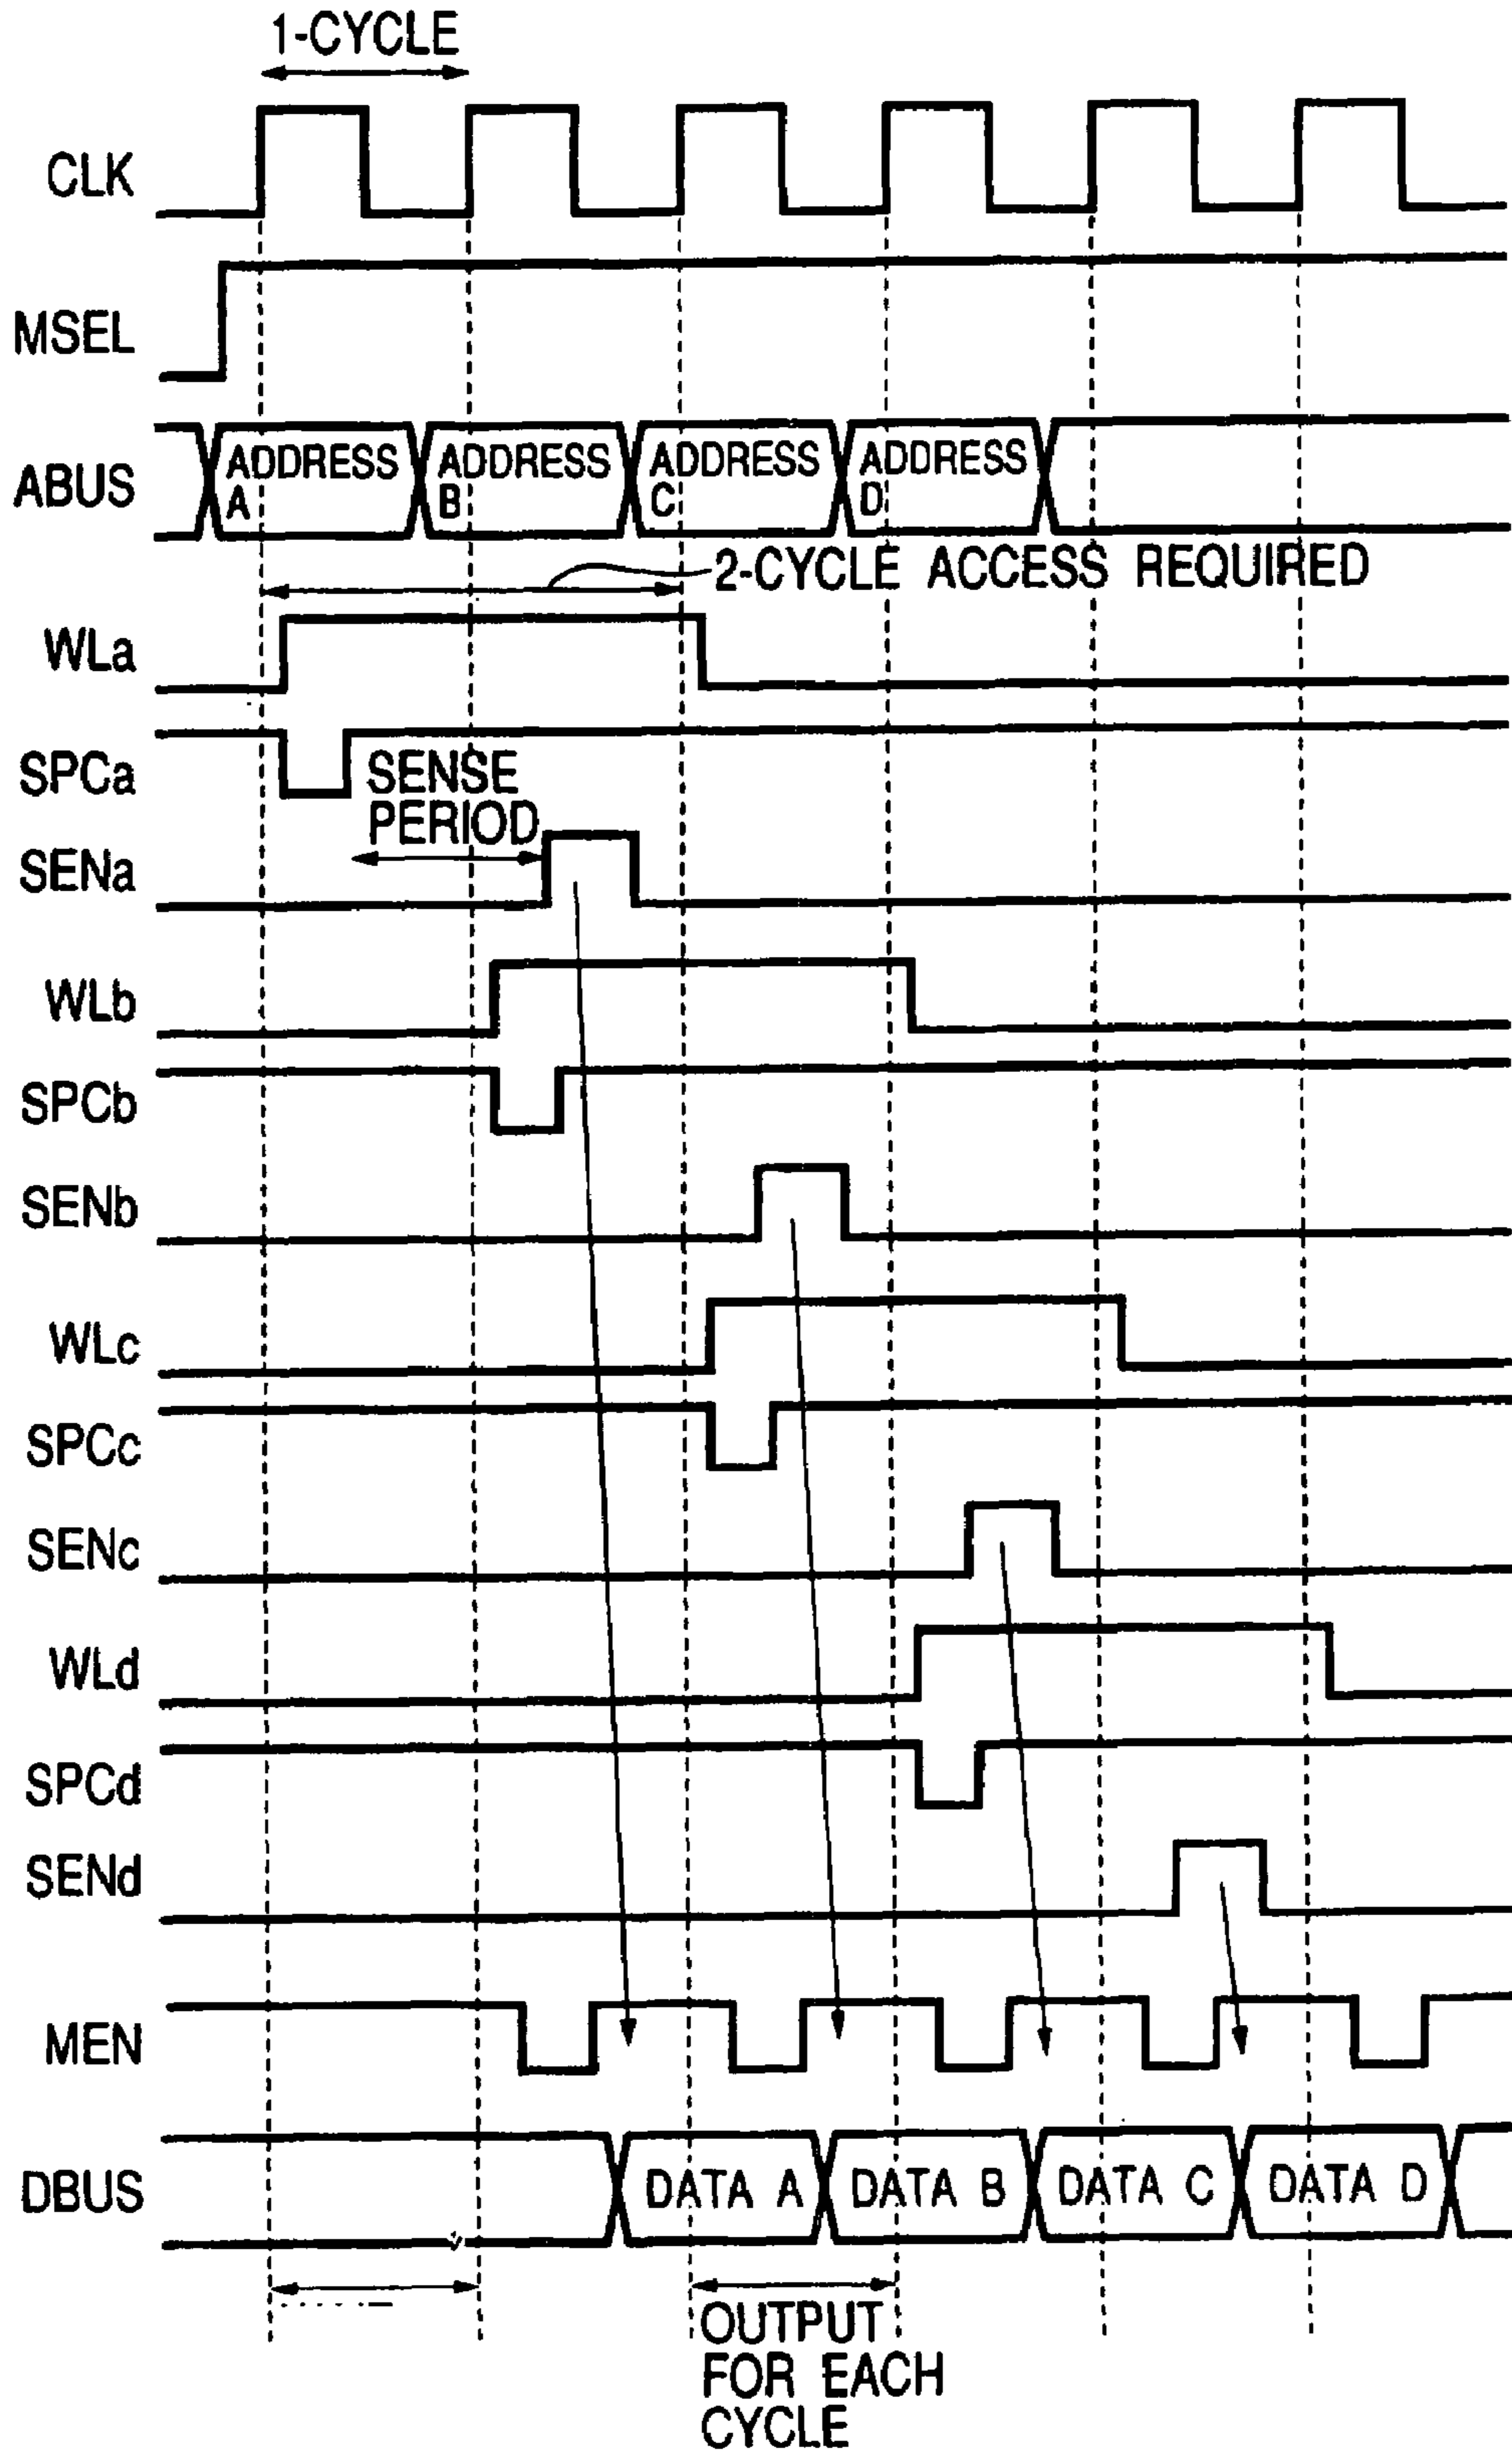 1-CYCLE
CLK
MSEL
ABUS
ADDRESS A
ADDRESS B
ADDRESS C
ADDRESS D
2-CYCLE ACCESS REQUIRED
WLa
SPCa
SENSE
PERIOD
SENa
WLb
SPCb
SENb
WLc
SPCc
SENc
WLd
SPCd
SENd
MEN
DBUS
DATA A
DATA B
DATA C
DATA D
OUTPUT
FOR EACH
CYCLE